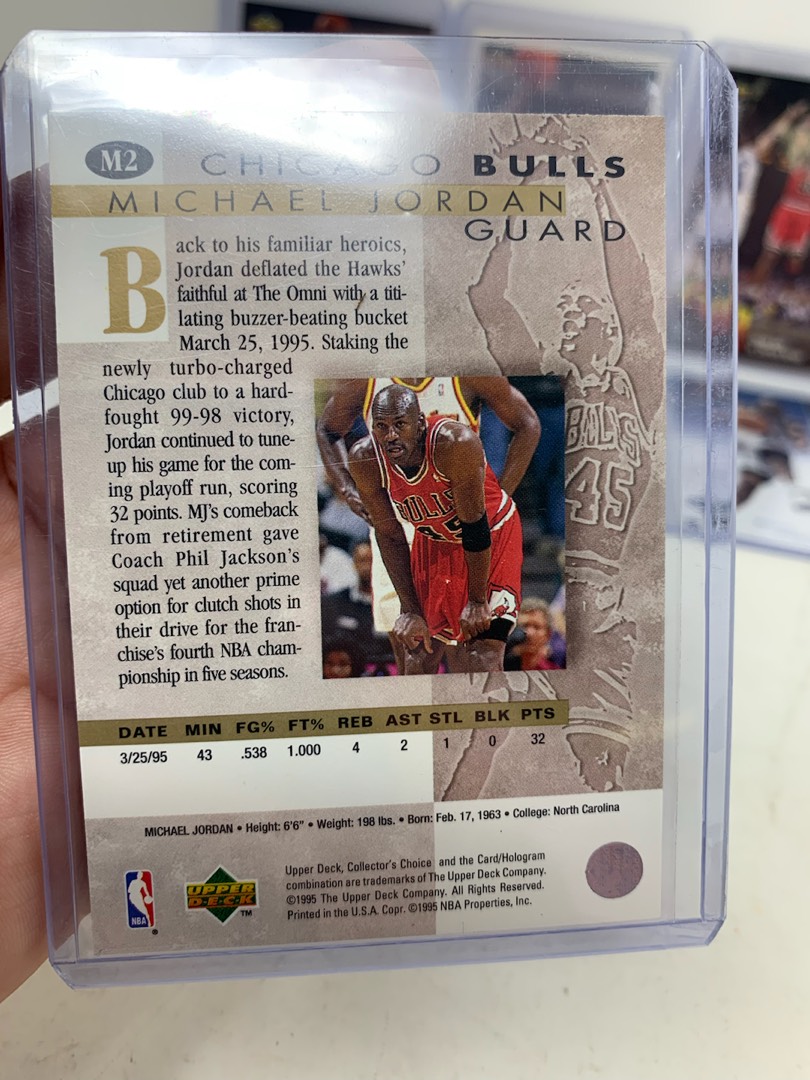 M2 CHICAGO BULLS
MICHAEL JORDAN
GUARD
Back to his familiar heroics,
Jordan deflated the Hawks'
faithful at The Omni with a titi-
lating buzzer-beating bucket
March 25, 1995. Staking the
newly turbo-charged
Chicago club to a hard-
fought 99-98 victory,
Jordan continued to tune-
up his game for the com-
ing playoff run, scoring
32 points. MJ's comeback
from retirement gave
Coach Phil Jackson's
squad yet another prime
option for clutch shots in
their drive for the fran-
chise's fourth NBA cham-
pionship in five seasons.
BULLS
45
BULLS
45
DATE MIN FG% FT% REB AST STL BLK PTS
3/25/95 43 .538 1.000 4 2 1 0 32
MICHAEL JORDAN • Height: 6'6" • Weight: 198 lbs. • Born: Feb. 17, 1963 • College: North Carolina
Upper Deck, Collector's Choice and the Card/Hologram
combination are trademarks of The Upper Deck Company.
©1995 The Upper Deck Company. All Rights Reserved.
Printed in the U.S.A. Copr. ©1995 NBA Properties, Inc.
NBA ®
UPPER
DECK
TM